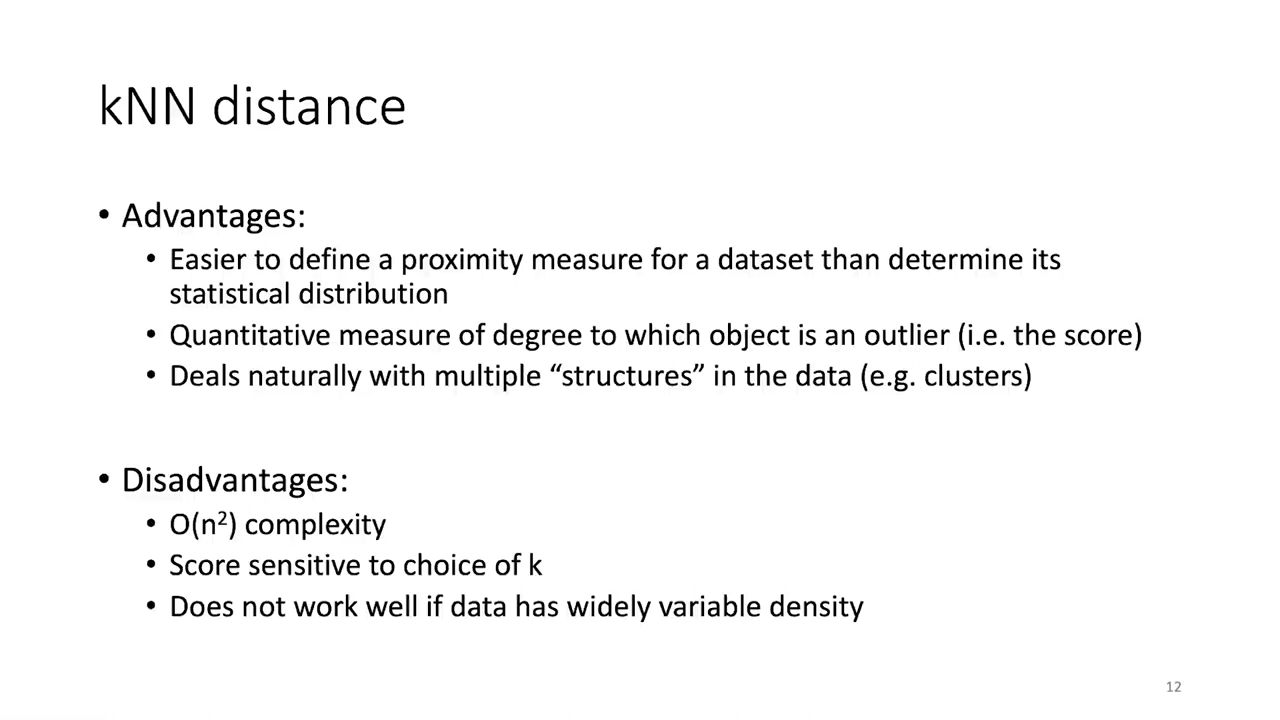 kNN distance
• Advantages:
• Easier to define a proximity measure for a dataset than determine its
statistical distribution
• Quantitative measure of degree to which object is an outlier (i.e. the score)
• Deals naturally with multiple “structures” in the data (e.g. clusters)
• Disadvantages:
• O(n²) complexity
• Score sensitive to choice of k
• Does not work well if data has widely variable density
12